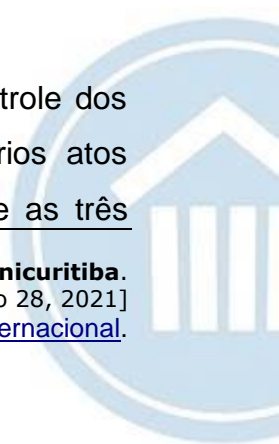 trole dos
rios atos
e as três
nicuritiba.
o 28, 2021]
ernacional.